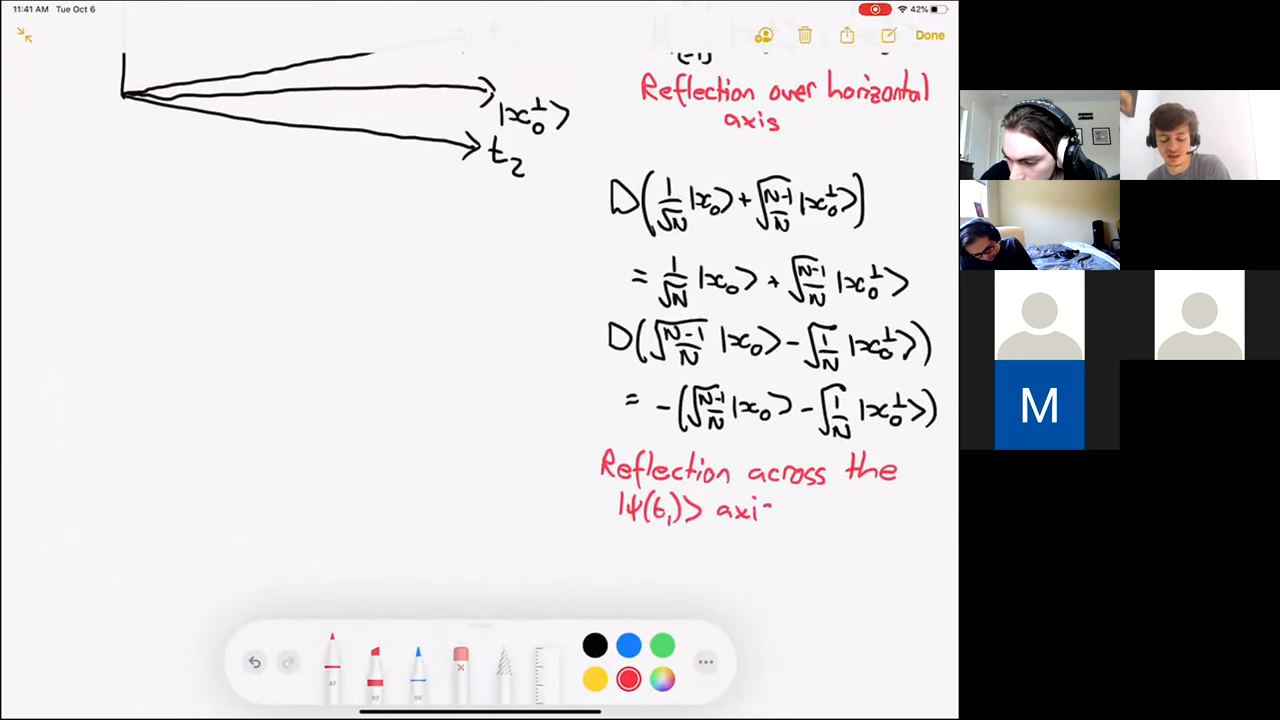 11:41 AM Tue Oct 6
42%
Done
|x₀^⊥⟩
t₂
Reflection over horizontal
axis
D(1/√N |x₀⟩ + √(N-1/N) |x₀^⊥⟩)
= 1/√N |x₀⟩ + √(N-1/N) |x₀^⊥⟩
D(√(N-1/N) |x₀⟩ - √(1/N) |x₀^⊥⟩)
= -(√(N-1/N) |x₀⟩ - √(1/N) |x₀^⊥⟩)
Reflection across the
|ψ(t₁)⟩ axi
M